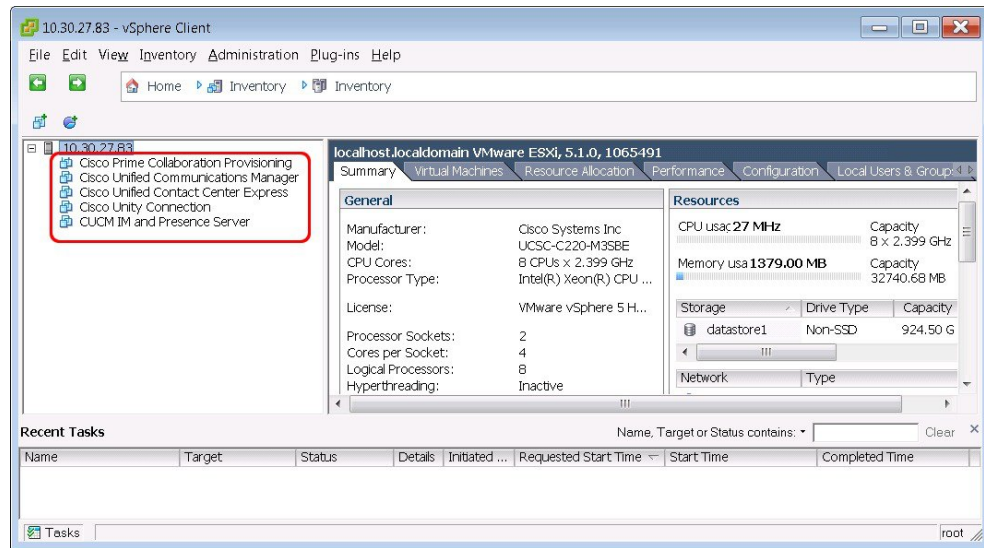 10.30.27.83 - vSphere Client
File Edit View Inventory Administration Plug-ins Help
Home Inventory Inventory
10.30.27.83
Cisco Prime Collaboration Provisioning
Cisco Unified Communications Manager
Cisco Unified Contact Center Express
Cisco Unity Connection
CUCM IM and Presence Server
localhost.localdomain VMware ESXi, 5.1.0, 1065491
Summary Virtual Machines Resource Allocation Performance Configuration Local Users & Groups
General
Manufacturer: Cisco Systems Inc
Model: UCSC-C220-M3SBE
CPU Cores: 8 CPUs x 2.399 GHz
Processor Type: Intel(R) Xeon(R) CPU ...
License: VMware vSphere 5 H...
Processor Sockets: 2
Cores per Socket: 4
Logical Processors: 8
Hyperthreading: Inactive
Resources
CPU usag 27 MHz Capacity
8 x 2.399 GHz
Memory usa 1379.00 MB Capacity
32740.68 MB
Storage Drive Type Capacity
datastore1 Non-SSD 924.50 G
Network Type
Recent Tasks Name, Target or Status contains: Clear
Name Target Status Details Initiated ... Requested Start Time Start Time Completed Time
Tasks root